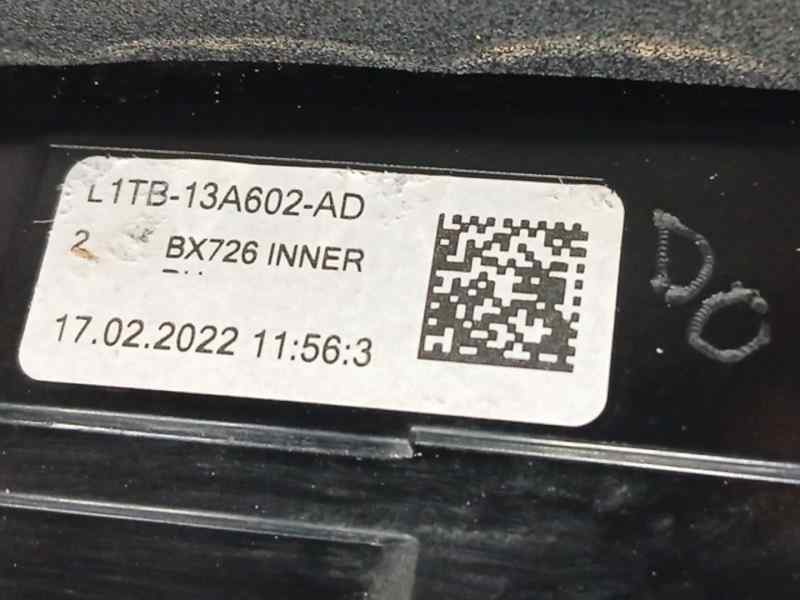 L1TB-13A602-AD
2 BX726 INNER
17.02.2022 11:56:3
DO